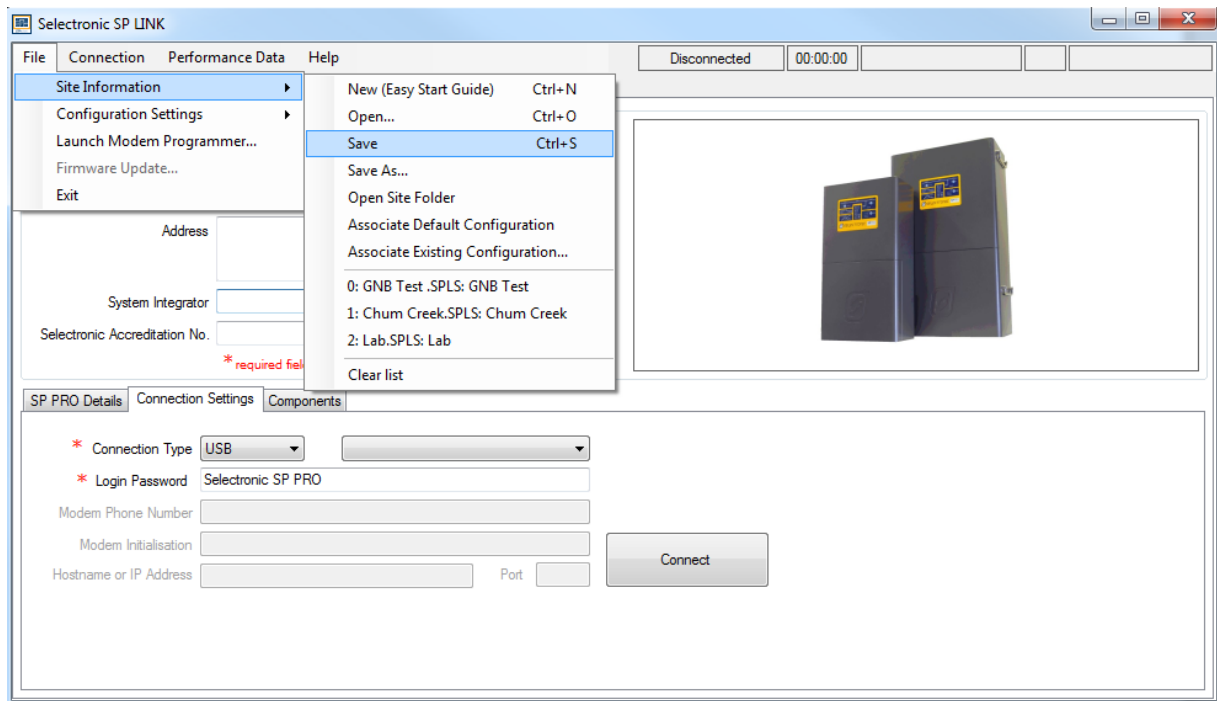 Selectronic SP LINK
File Connection Performance Data Help
Disconnected 00:00:00
Site Information
Configuration Settings
Launch Modem Programmer...
Firmware Update...
Exit
New (Easy Start Guide) Ctrl+N
Open... Ctrl+O
Save Ctrl+S
Save As...
Open Site Folder
Associate Default Configuration
Associate Existing Configuration...
0: GNB Test .SPLS: GNB Test
1: Chum Creek.SPLS: Chum Creek
2: Lab.SPLS: Lab
Clear list
Address
System Integrator
Selectronic Accreditation No.
* required
SP PRO Details Connection Settings Components
* Connection Type USB
* Login Password Selectronic SP PRO
Modem Phone Number
Modem Initialisation
Hostname or IP Address Port
Connect